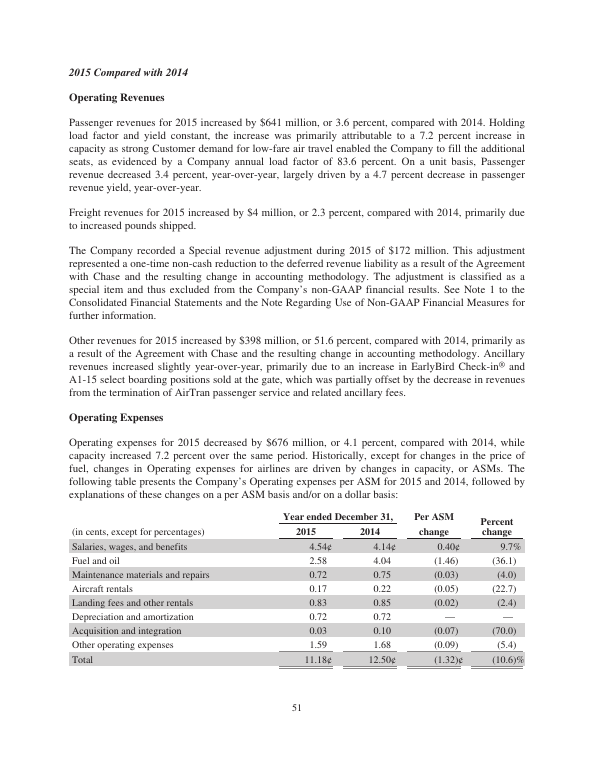 2015 Compared with 2014
Operating Revenues
Passenger revenues for 2015 increased by $641 million, or 3.6 percent, compared with 2014. Holding
load factor and yield constant, the increase was primarily attributable to a 7.2 percent increase in
capacity as strong Customer demand for low-fare air travel enabled the Company to fill the additional
seats, as evidenced by a Company annual load factor of 83.6 percent. On a unit basis, Passenger
revenue decreased 3.4 percent, year-over-year, largely driven by a 4.7 percent decrease in passenger
revenue yield, year-over-year.
Freight revenues for 2015 increased by $4 million, or 2.3 percent, compared with 2014, primarily due
to increased pounds shipped.
The Company recorded a Special revenue adjustment during 2015 of $172 million. This adjustment
represented a one-time non-cash reduction to the deferred revenue liability as a result of the Agreement
with Chase and the resulting change in accounting methodology. The adjustment is classified as a
special item and thus excluded from the Company's non-GAAP financial results. See Note 1 to the
Consolidated Financial Statements and the Note Regarding Use of Non-GAAP Financial Measures for
further information.
Other revenues for 2015 increased by $398 million, or 51.6 percent, compared with 2014, primarily as
a result of the Agreement with Chase and the resulting change in accounting methodology. Ancillary
revenues increased slightly year-over-year, primarily due to an increase in EarlyBird Check-in® and
A1-15 select boarding positions sold at the gate, which was partially offset by the decrease in revenues
from the termination of AirTran passenger service and related ancillary fees.
Operating Expenses
Operating expenses for 2015 decreased by $676 million, or 4.1 percent, compared with 2014, while
capacity increased 7.2 percent over the same period. Historically, except for changes in the price of
fuel, changes in Operating expenses for airlines are driven by changes in capacity, or ASMs. The
following table presents the Company's Operating expenses per ASM for 2015 and 2014, followed by
explanations of these changes on a per ASM basis and/or on a dollar basis:
Year ended December 31, Per ASM Percent
(in cents, except for percentages) 2015 2014 change change
Salaries, wages, and benefits 4.54¢ 4.14¢ 0.40¢ 9.7%
Fuel and oil 2.58 4.04 (1.46) (36.1)
Maintenance materials and repairs 0.72 0.75 (0.03) (4.0)
Aircraft rentals 0.17 0.22 (0.05) (22.7)
Landing fees and other rentals 0.83 0.85 (0.02) (2.4)
Depreciation and amortization 0.72 0.72 — —
Acquisition and integration 0.03 0.10 (0.07) (70.0)
Other operating expenses 1.59 1.68 (0.09) (5.4)
Total 11.18¢ 12.50¢ (1.32)¢ (10.6)%
51